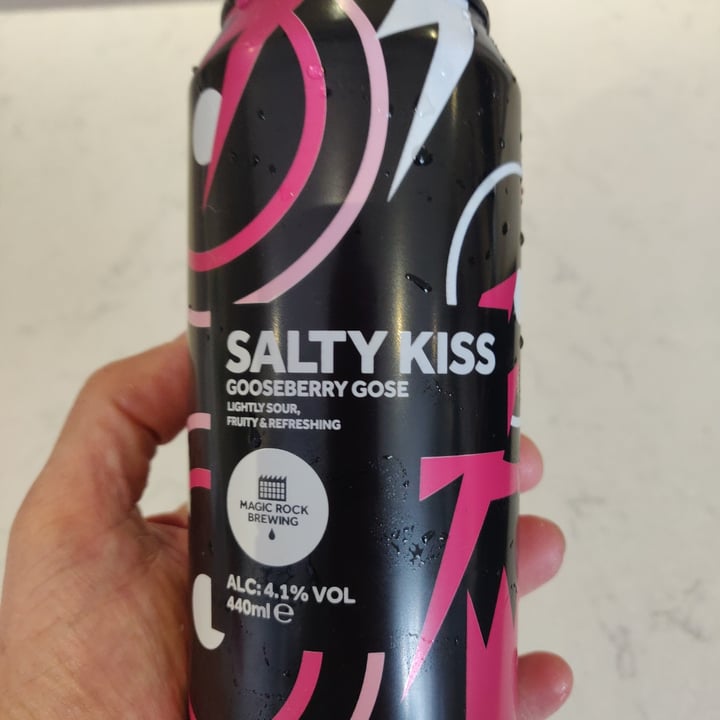 SALTY KISS
GOOSEBERRY GOSE
LIGHTLY SOUR,
FRUITY & REFRESHING
MAGIC ROCK
BREWING
ALC: 4.1% VOL
440ml ℮